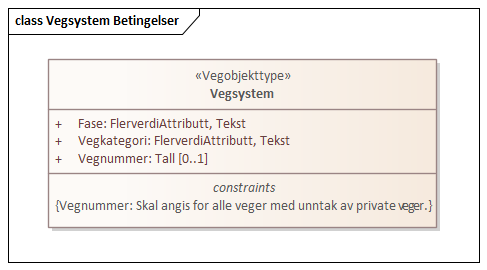 class Vegsystem Betingelser
«Vegobjekttype»
Vegsystem
+ Fase: FlerverdiAttributt, Tekst
+ Vegkategori: FlerverdiAttributt, Tekst
+ Vegnummer: Tall [0..1]
constraints
{Vegnummer: Skal angis for alle veger med unntak av private veger.}